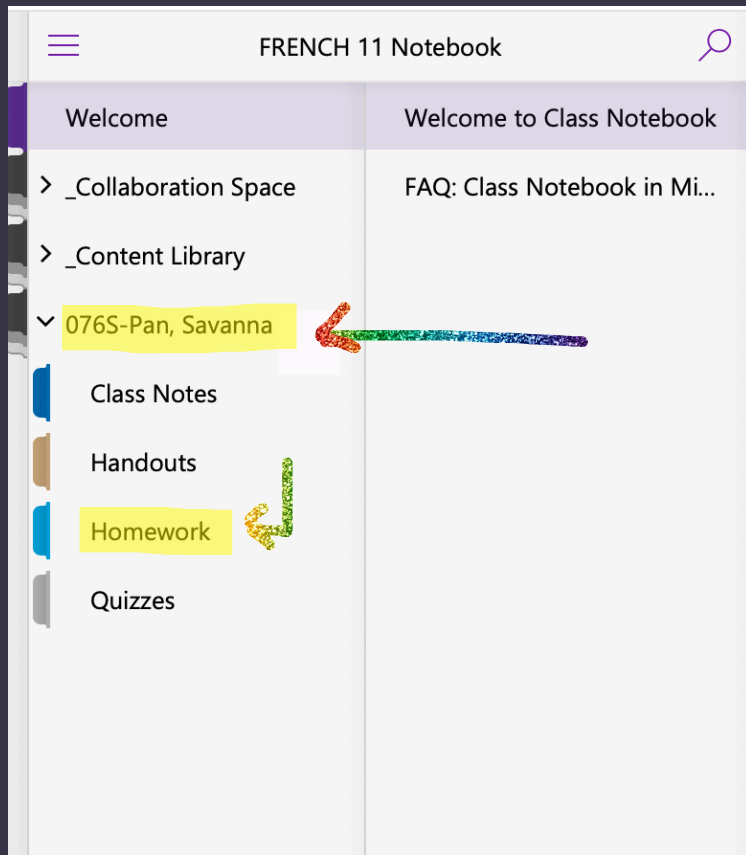 FRENCH 11 Notebook
Welcome
_Collaboration Space
_Content Library
076S-Pan, Savanna
Class Notes
Handouts
Homework
Quizzes
Welcome to Class Notebook
FAQ: Class Notebook in Mi...